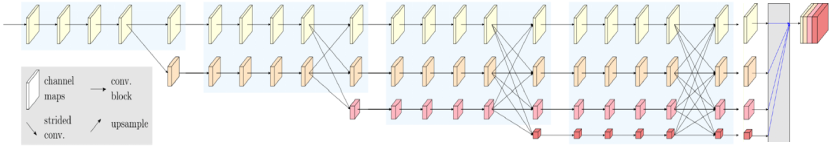 channel
maps
conv.
block
strided
conv.
upsample